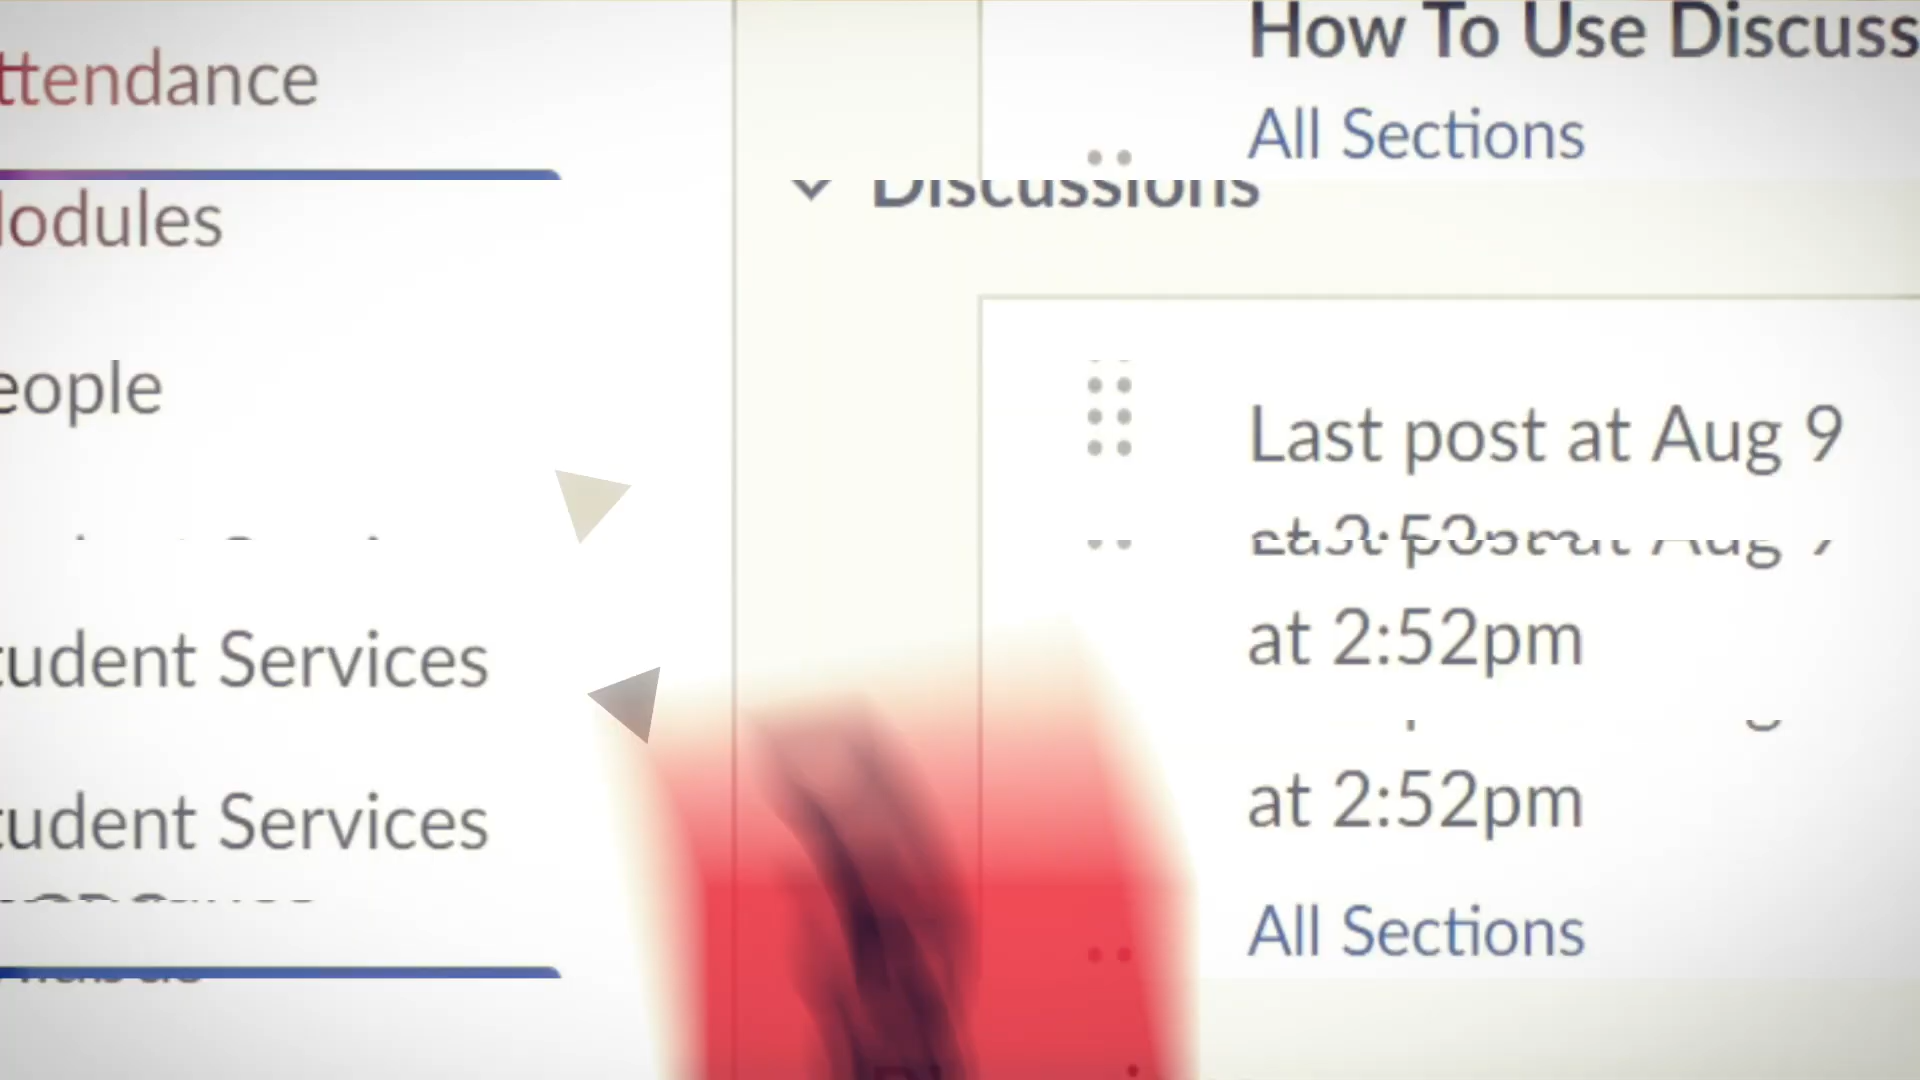 ttendance
odules
eople
tudent Services
tudent Services
How To Use Discuss
All Sections
Discussions
Last post at Aug 9
at 2:52pm
at 2:52pm
All Sections